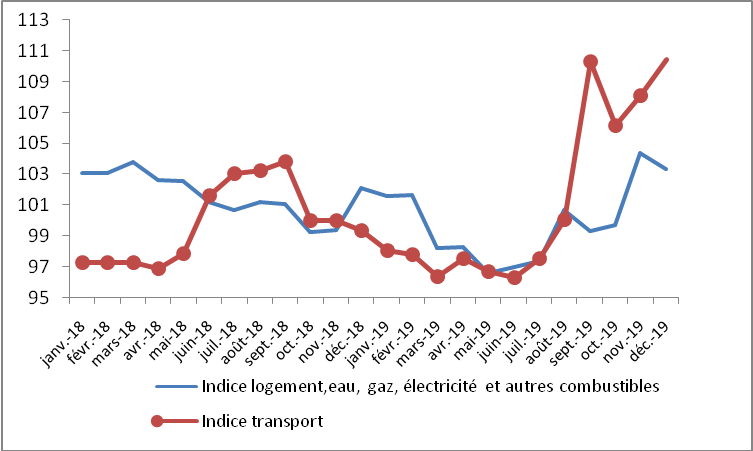 113
111
109
107
105
103
101
99
97
95
janv.-18
févr.-18
mars-18
avr.-18
mai-18
juin-18
juil.-18
août-18
sept.-18
oct.-18
nov.-18
déc.-18
janv.-19
févr.-19
mars-19
avr.-19
mai-19
juin-19
juil.-19
août-19
sept.-19
oct.-19
nov.-19
déc.-19
Indice logement,eau, gaz, électricité et autres combustibles
Indice transport